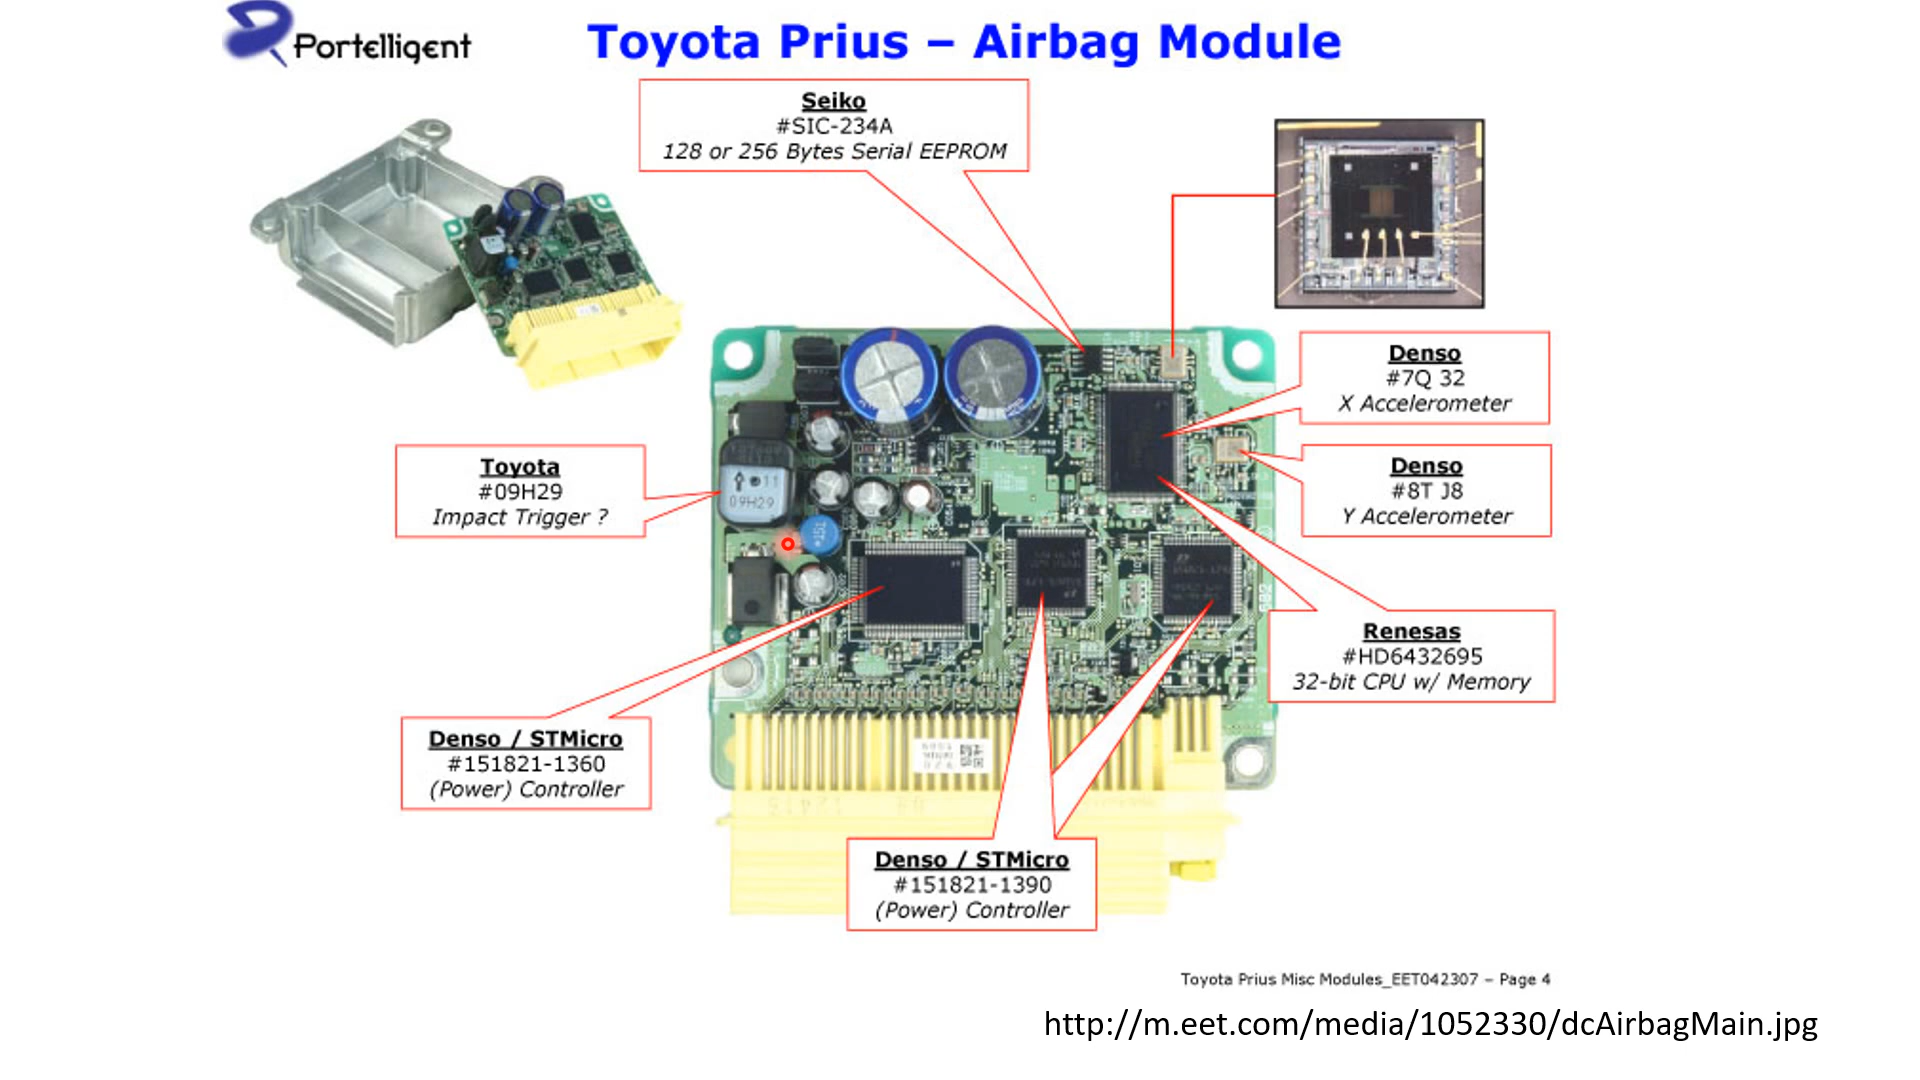 Portelligent
Toyota Prius – Airbag Module
Seiko
#SIC-234A
128 or 256 Bytes Serial EEPROM
Denso
#7Q 32
X Accelerometer
Toyota
#09H29
Impact Trigger ?
Denso
#8T J8
Y Accelerometer
11
09H29
Renesas
#HD6432695
32-bit CPU w/ Memory
Denso / STMicro
#151821-1360
(Power) Controller
Denso / STMicro
#151821-1390
(Power) Controller
Toyota Prius Misc Modules_EET042307 – Page 4
http://m.eet.com/media/1052330/dcAirbagMain.jpg